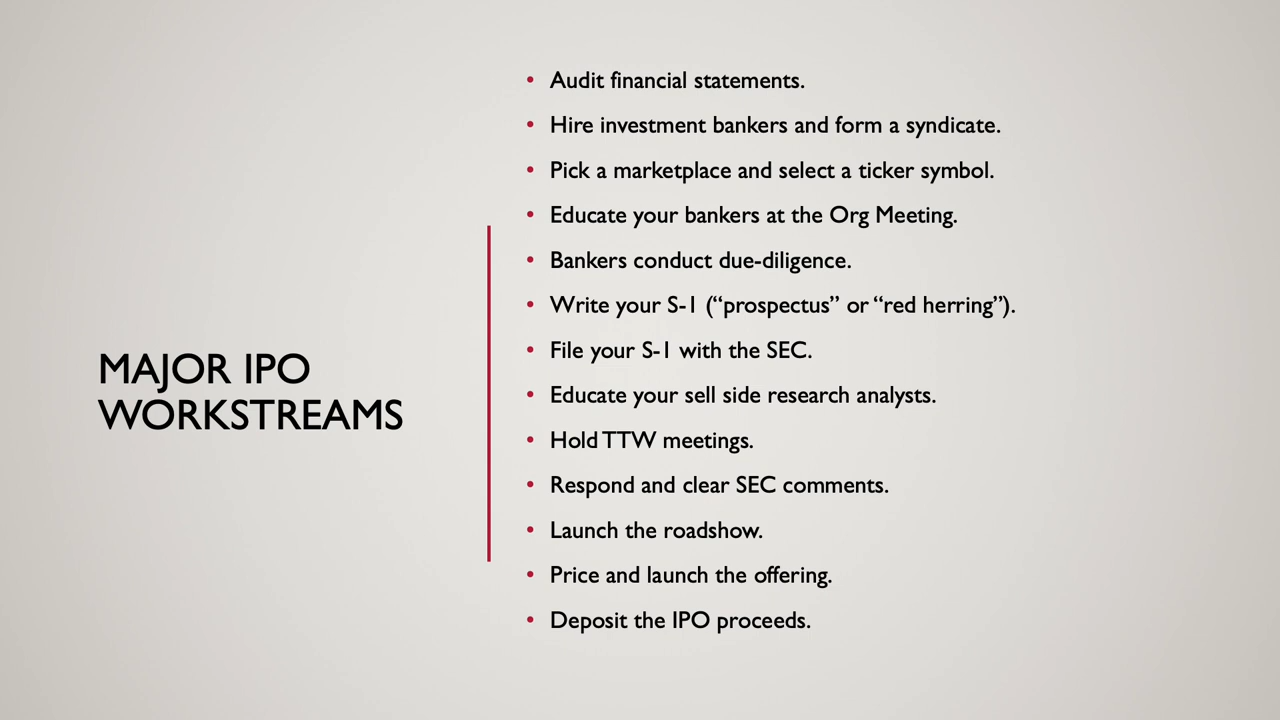 MAJOR IPO
WORKSTREAMS
• Audit financial statements.
• Hire investment bankers and form a syndicate.
• Pick a marketplace and select a ticker symbol.
• Educate your bankers at the Org Meeting.
• Bankers conduct due-diligence.
• Write your S-1 (“prospectus” or “red herring”).
• File your S-1 with the SEC.
• Educate your sell side research analysts.
• Hold TTW meetings.
• Respond and clear SEC comments.
• Launch the roadshow.
• Price and launch the offering.
• Deposit the IPO proceeds.